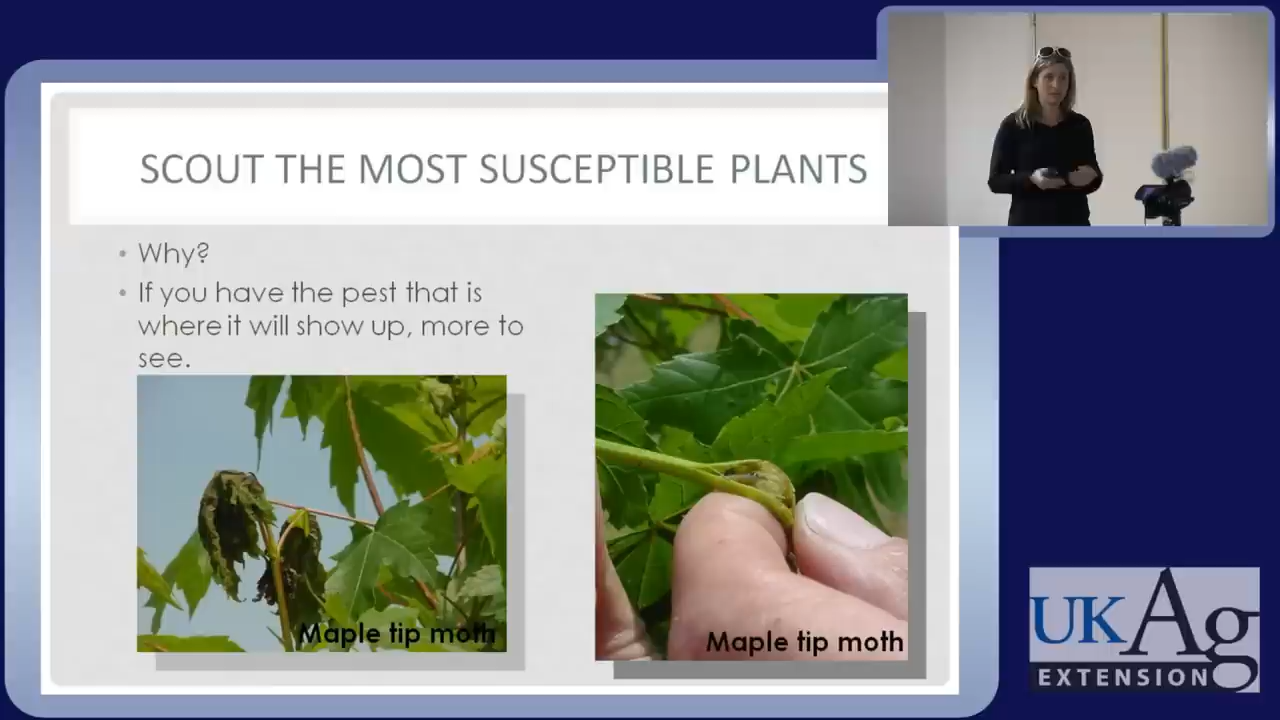 SCOUT THE MOST SUSCEPTIBLE PLANTS
• Why?
• If you have the pest that is
where it will show up, more to
see.
Maple tip moth
Maple tip moth
UKAg
EXTENSION